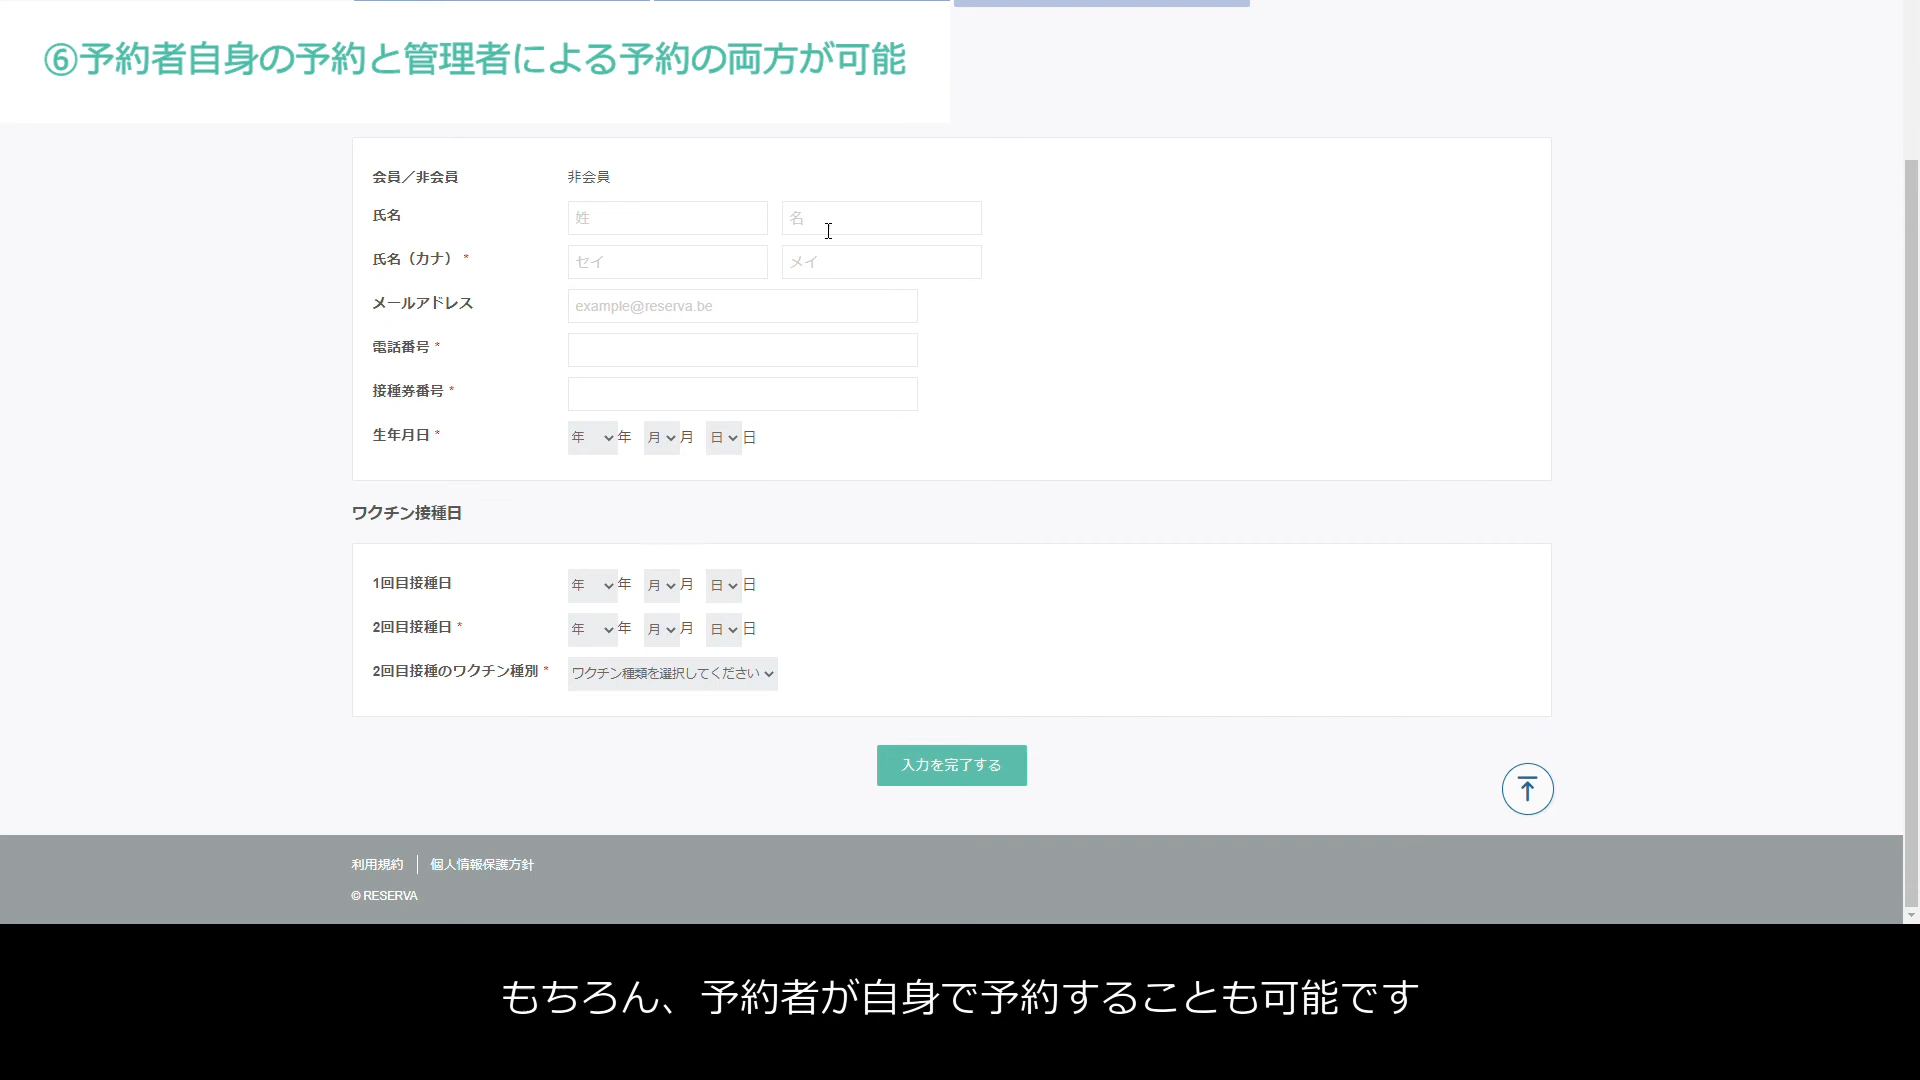 ⑥予約者自身の予約と管理者による予約の両方が可能
会員／非会員 非会員
氏名 姓 名
氏名（カナ） * セイ メイ
メールアドレス example@reserva.be
電話番号 *
接種券番号 *
生年月日 * 年 年 月 月 日 日
ワクチン接種日
1回目接種日 年 年 月 月 日 日
2回目接種日 * 年 年 月 月 日 日
2回目接種のワクチン種別 * ワクチン種類を選択してください
入力を完了する
利用規約 個人情報保護方針
© RESERVA
もちろん、予約者が自身で予約することも可能です